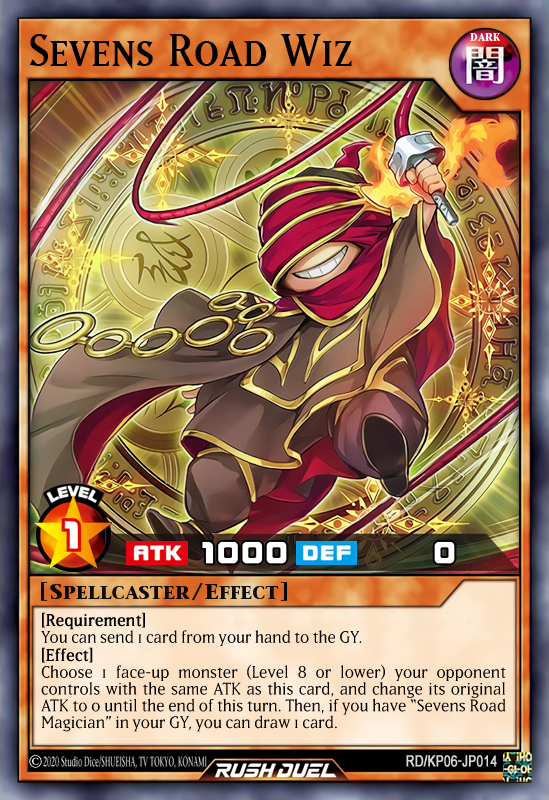 Sevens Road Wiz
DARK
闇
LEVEL
1
ATK 1000 DEF 0
[Spellcaster/Effect]
[Requirement]
You can send 1 card from your hand to the GY.
[Effect]
Choose 1 face-up monster (Level 8 or lower) your opponent
controls with the same ATK as this card, and change its original
ATK to 0 until the end of this turn. Then, if you have “Sevens Road
Magician” in your GY, you can draw 1 card.
©2020 Studio Dice/SHUEISHA, TV TOKYO, KONAMI
RUSH DUEL
RD/KP06-JP014